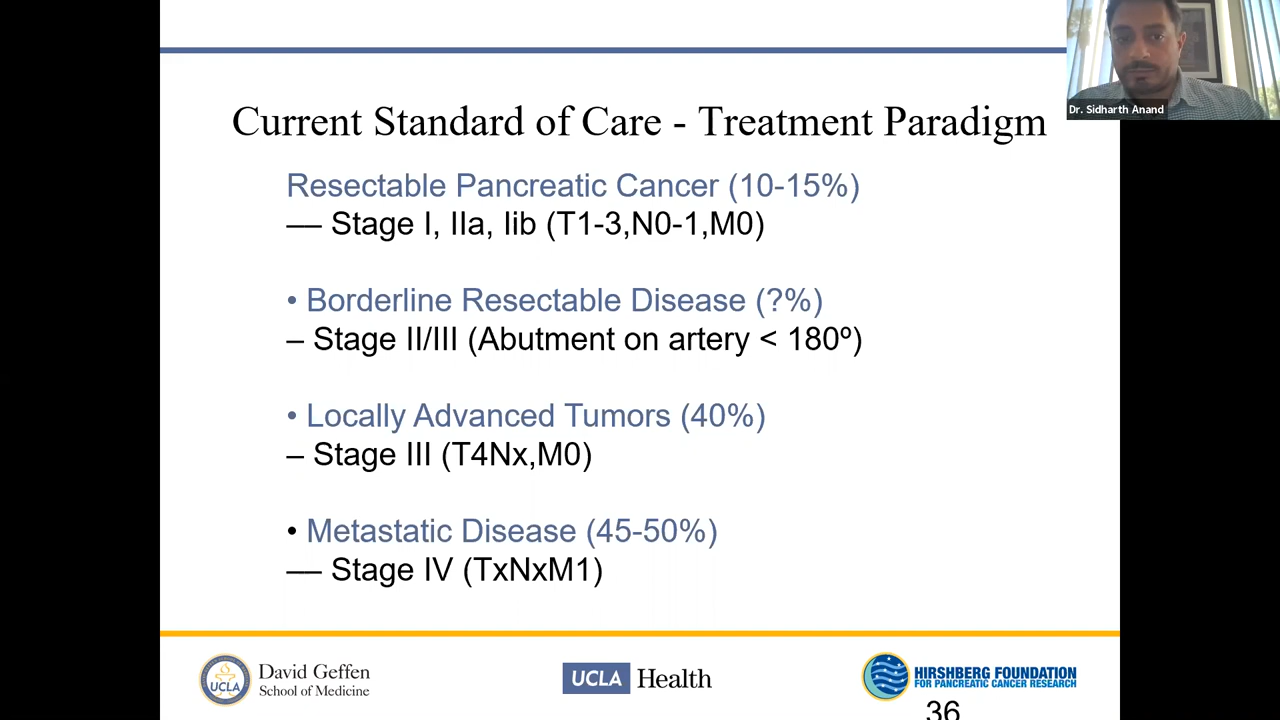 Dr. Sidharth Anand
Current Standard of Care - Treatment Paradigm
Resectable Pancreatic Cancer (10-15%)
— Stage I, IIa, Iib (T1-3,N0-1,M0)
• Borderline Resectable Disease (?%)
– Stage II/III (Abutment on artery < 180º)
• Locally Advanced Tumors (40%)
– Stage III (T4Nx,M0)
• Metastatic Disease (45-50%)
— Stage IV (TxNxM1)
UCLA
David Geffen
School of Medicine
UCLA Health
HIRSHBERG FOUNDATION
FOR PANCREATIC CANCER RESEARCH
36